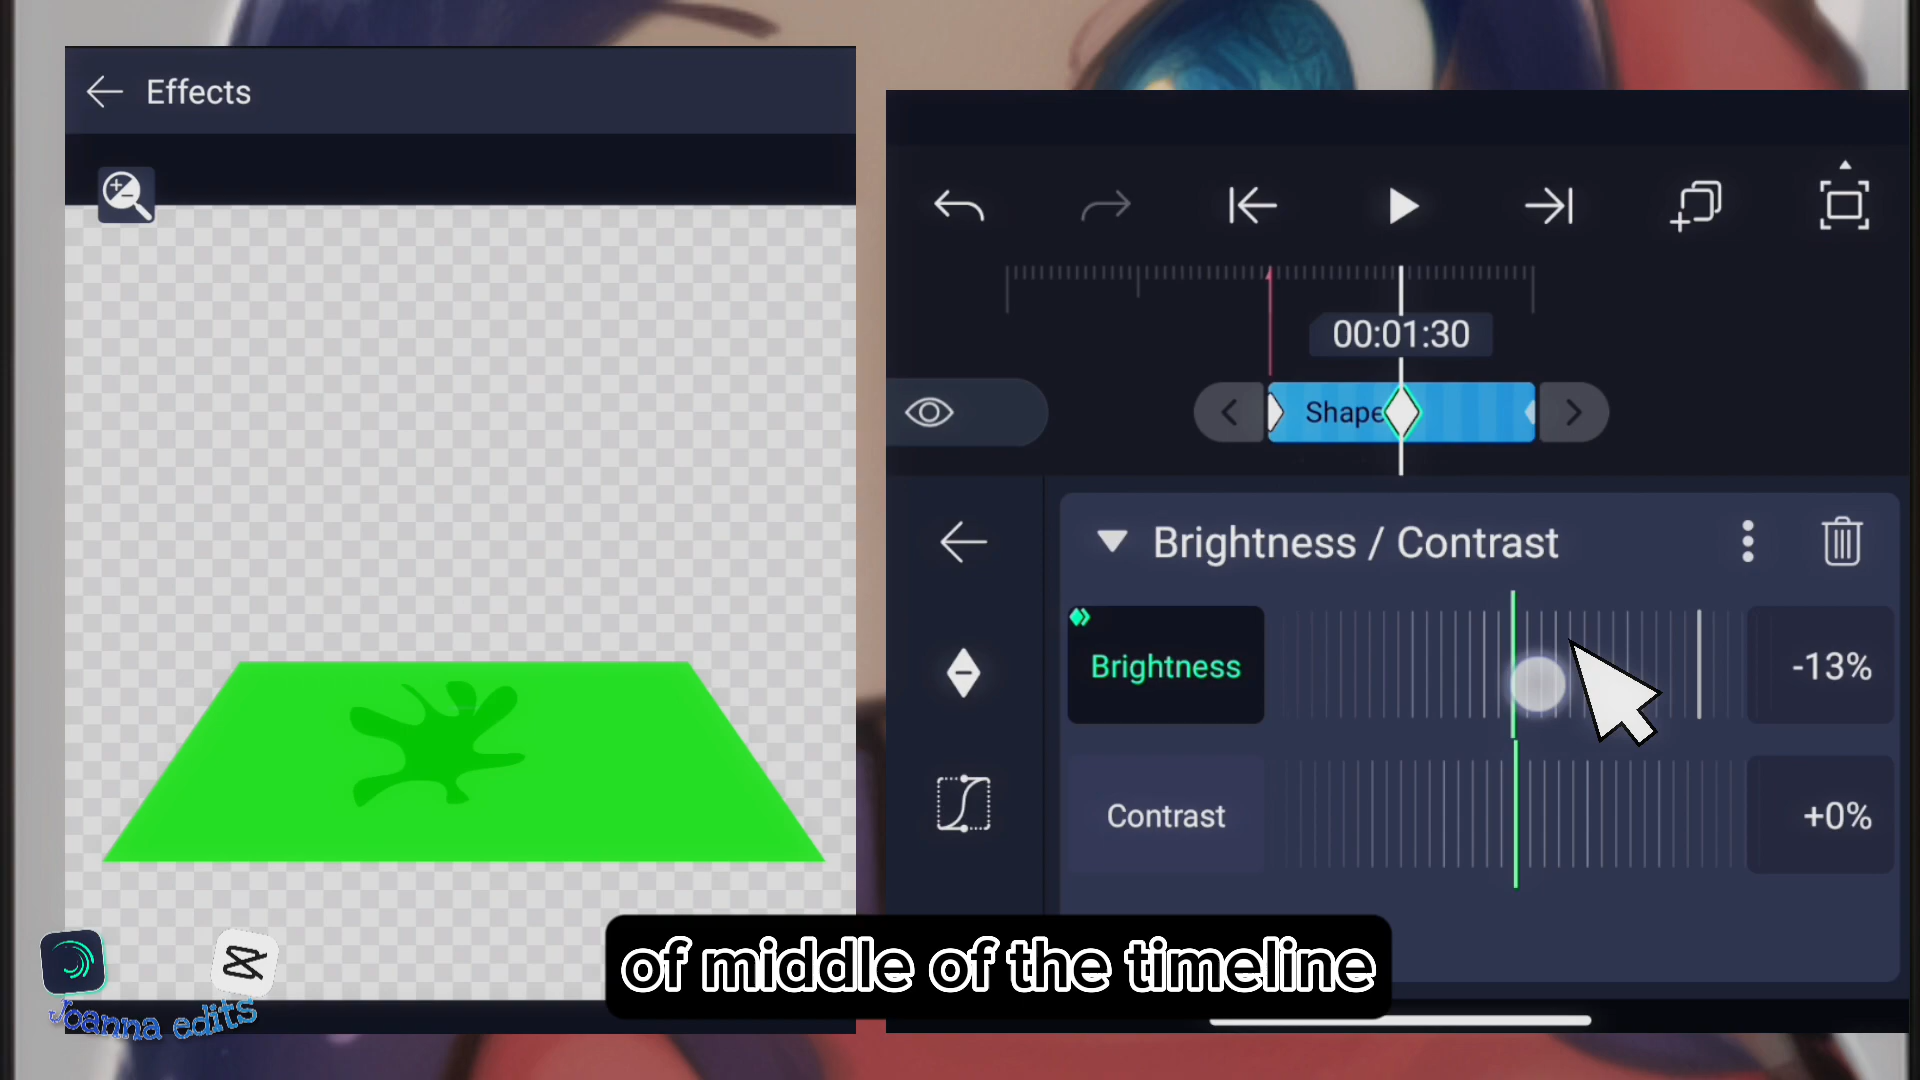 Effects
00:01:30
Shape
Brightness / Contrast
Brightness
-13%
Contrast
+0%
of middle of the timeline
Joanna edits